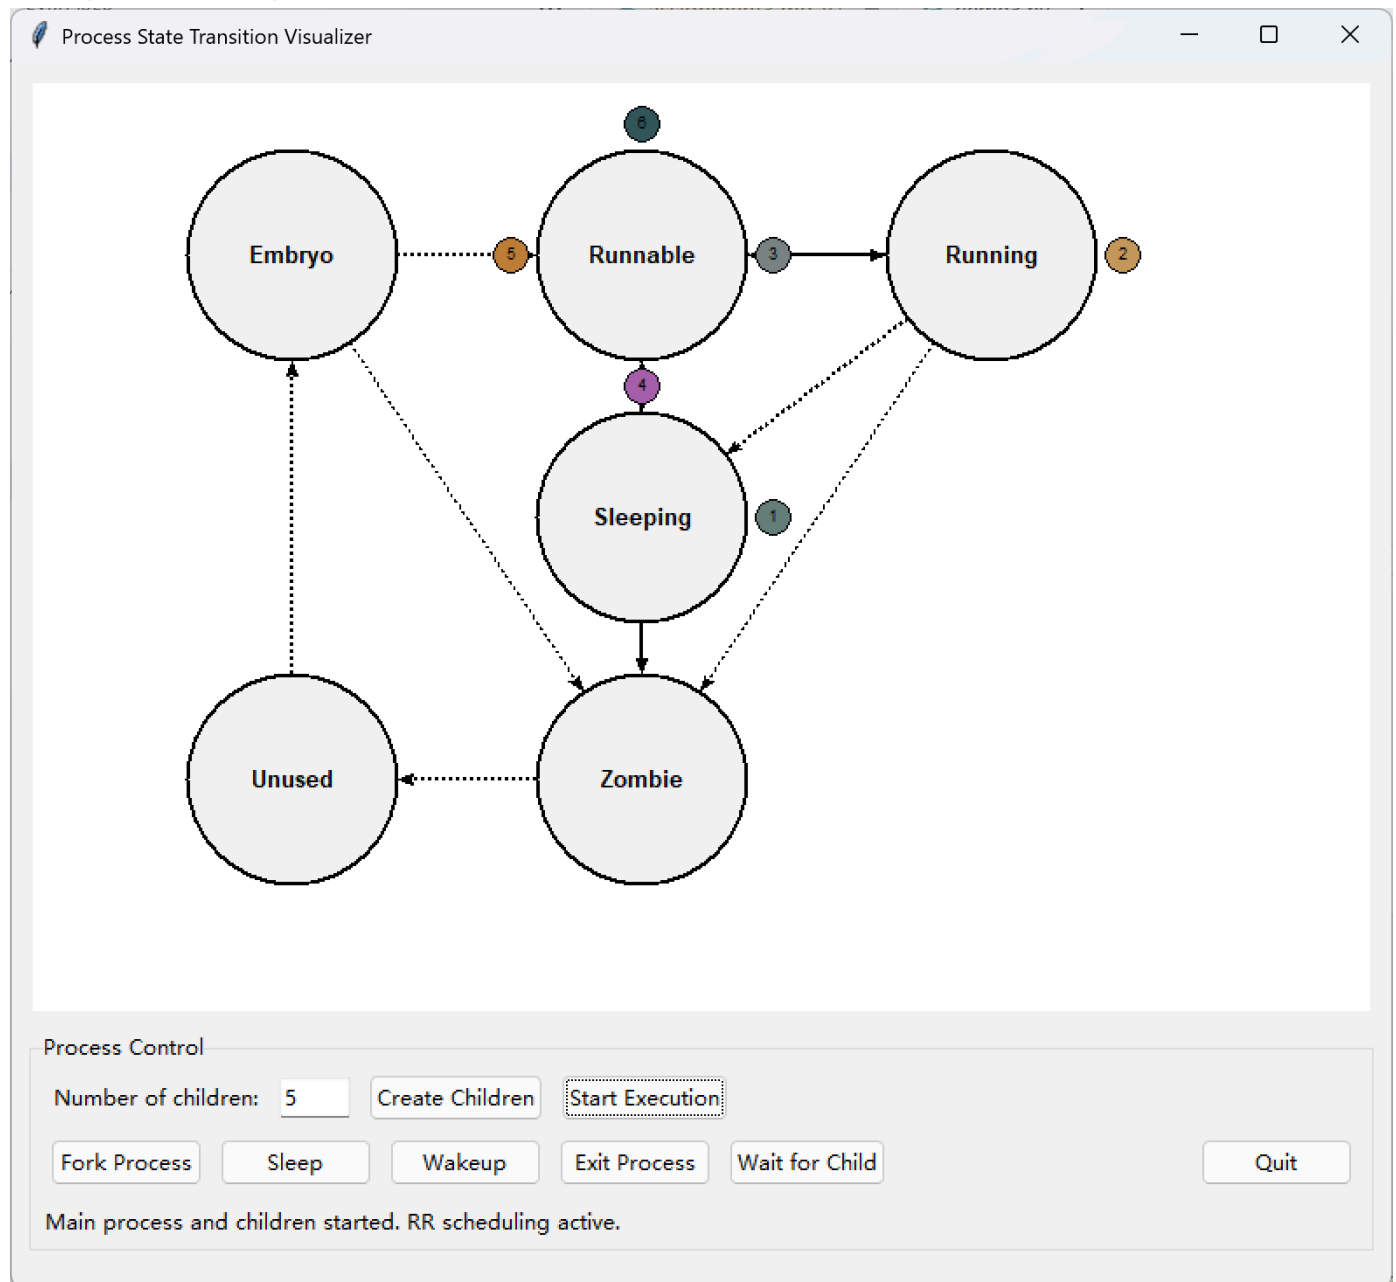 Process State Transition Visualizer
6
Embryo
5
Runnable
3
Running
2
4
Sleeping
1
Unused
Zombie
Process Control
Number of children: 5 Create Children Start Execution
Fork Process Sleep Wakeup Exit Process Wait for Child Quit
Main process and children started. RR scheduling active.